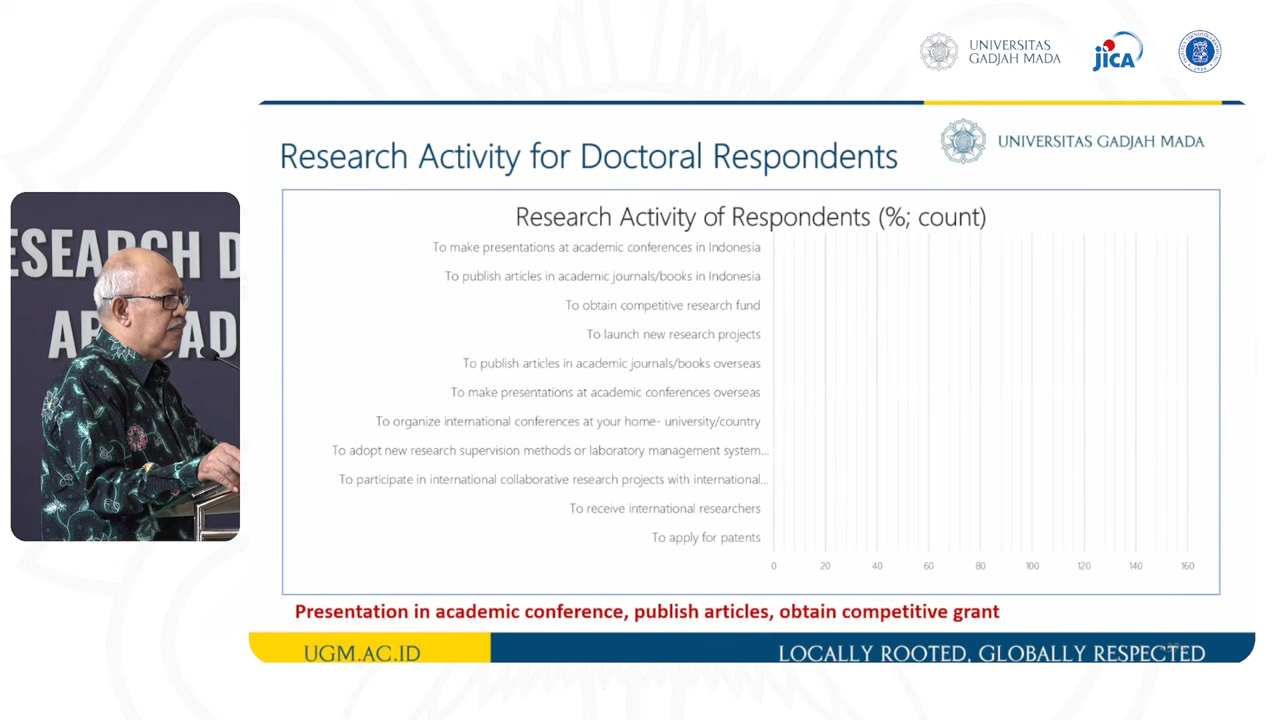 UNIVERSITAS
GADJAH MADA
JICA
Research Activity for Doctoral Respondents
UNIVERSITAS GADJAH MADA
Research Activity of Respondents (%; count)
To make presentations at academic conferences in Indonesia
To publish articles in academic journals/books in Indonesia
To obtain competitive research fund
To launch new research projects
To publish articles in academic journals/books overseas
To make presentations at academic conferences overseas
To organize international conferences at your home- university/country
To adopt new research supervision methods or laboratory management system...
To participate in international collaborative research projects with international...
To receive international researchers
To apply for patents
0 20 40 60 80 100 120 140 160
Presentation in academic conference, publish articles, obtain competitive grant
UGM.AC.ID
LOCALLY ROOTED, GLOBALLY RESPECTED
ESEARCH D